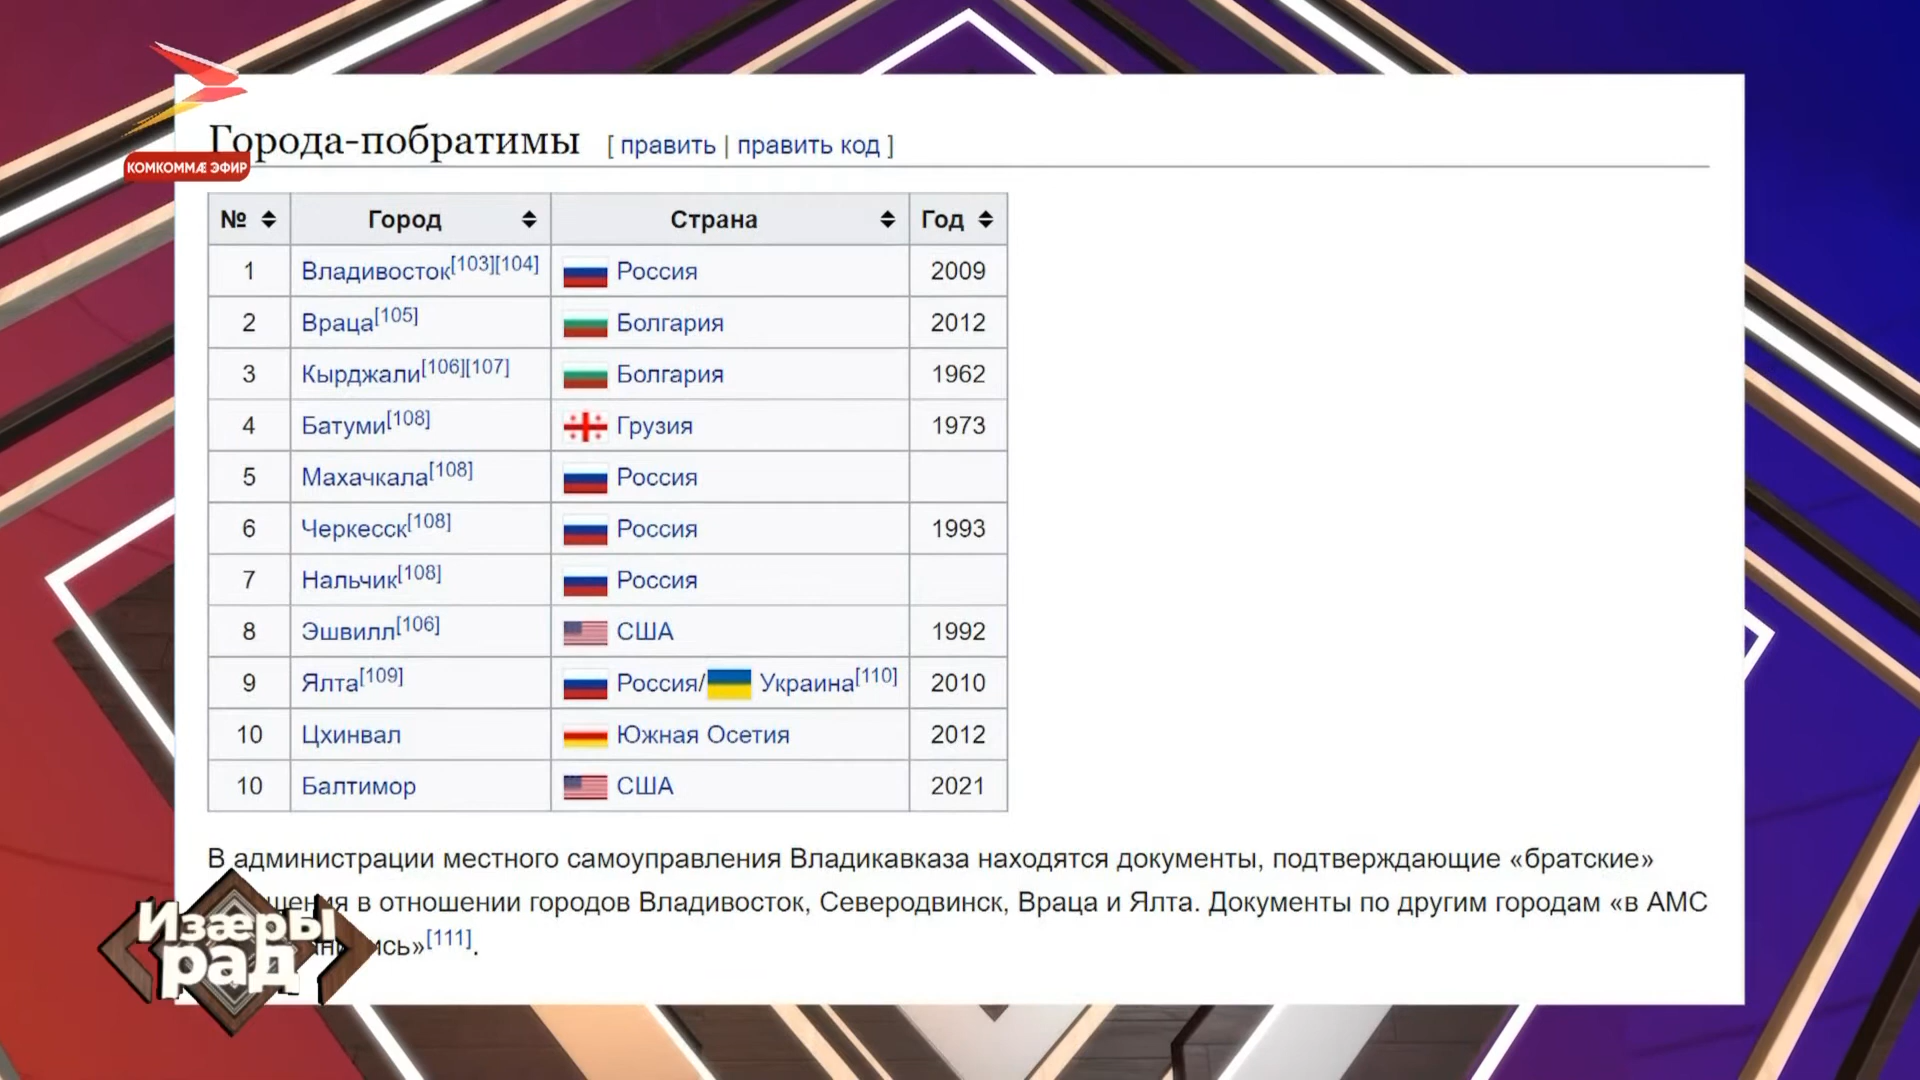 Города-побратимы [ править | править код ]
КОМКОММÆ ЭФИР
№ Город Страна Год
1 Владивосток[103][104] Россия 2009
2 Враца[105] Болгария 2012
3 Кырджали[106][107] Болгария 1962
4 Батуми[108] Грузия 1973
5 Махачкала[108] Россия
6 Черкесск[108] Россия 1993
7 Нальчик[108] Россия
8 Эшвилл[106] США 1992
9 Ялта[109] Россия/ Украина[110] 2010
10 Цхинвал Южная Осетия 2012
10 Балтимор США 2021
В администрации местного самоуправления Владикавказа находятся документы, подтверждающие «братские»
в отношении городов Владивосток, Северодвинск, Враца и Ялта. Документы по другим городам «в АМС
[111].
Изæры
рад